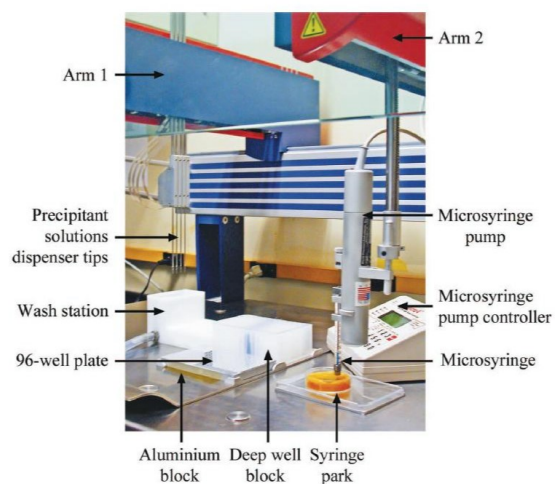 Arm 2
Arm 1
Precipitant
solutions
dispenser tips
Microsyringe
pump
Wash station
Microsyringe
pump controller
96-well plate
Microsyringe
Aluminium
block
Deep well
block
Syringe
park